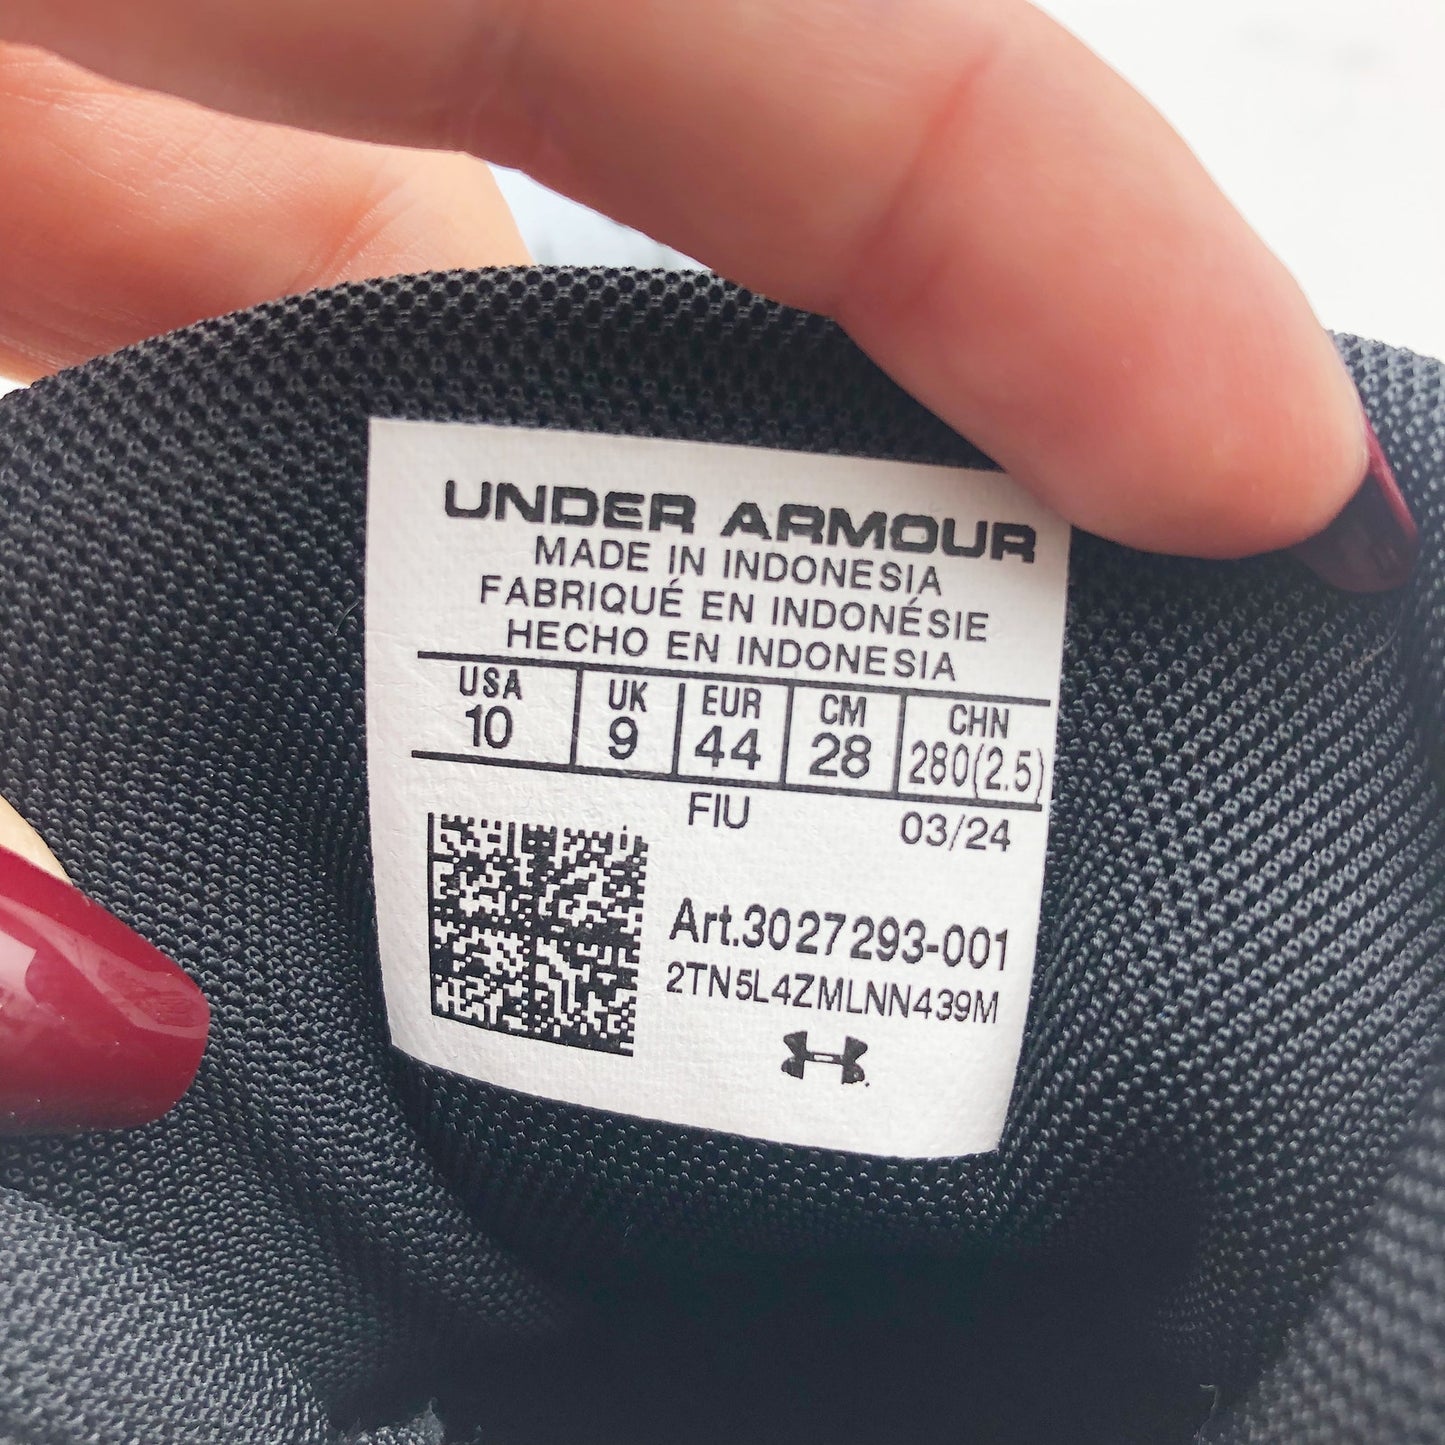 UNDER ARMOUR
MADE IN INDONESIA
FABRIQUÉ EN INDONÉSIE
HECHO EN INDONESIA
USA UK EUR CM CHN
10 9 44 28 280(2.5)
FIU 03/24
Art.3027293-001
2TN5L4ZMLNN439M